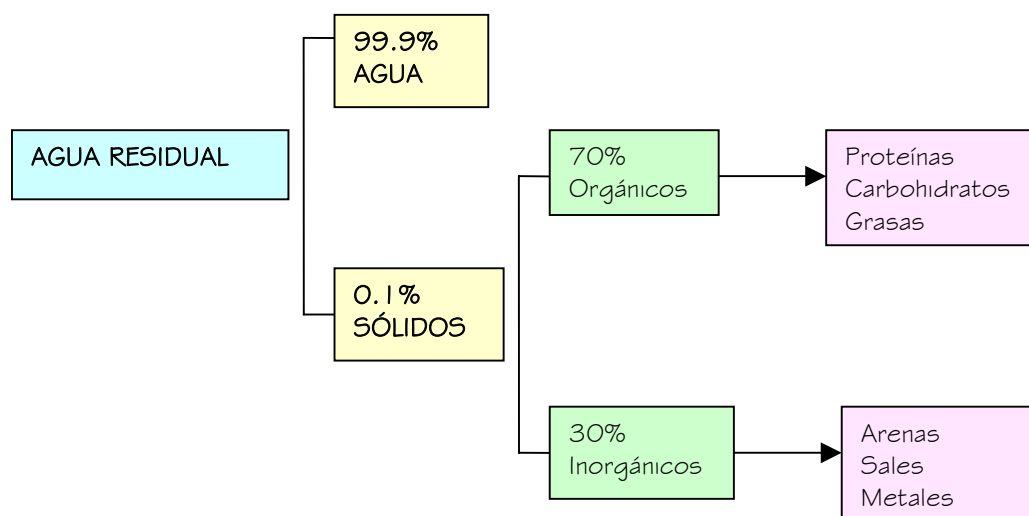 99.9%
AGUA
AGUA RESIDUAL
70%
Orgánicos
Proteínas
Carbohidratos
Grasas
0.1%
SÓLIDOS
30%
Inorgánicos
Arenas
Sales
Metales